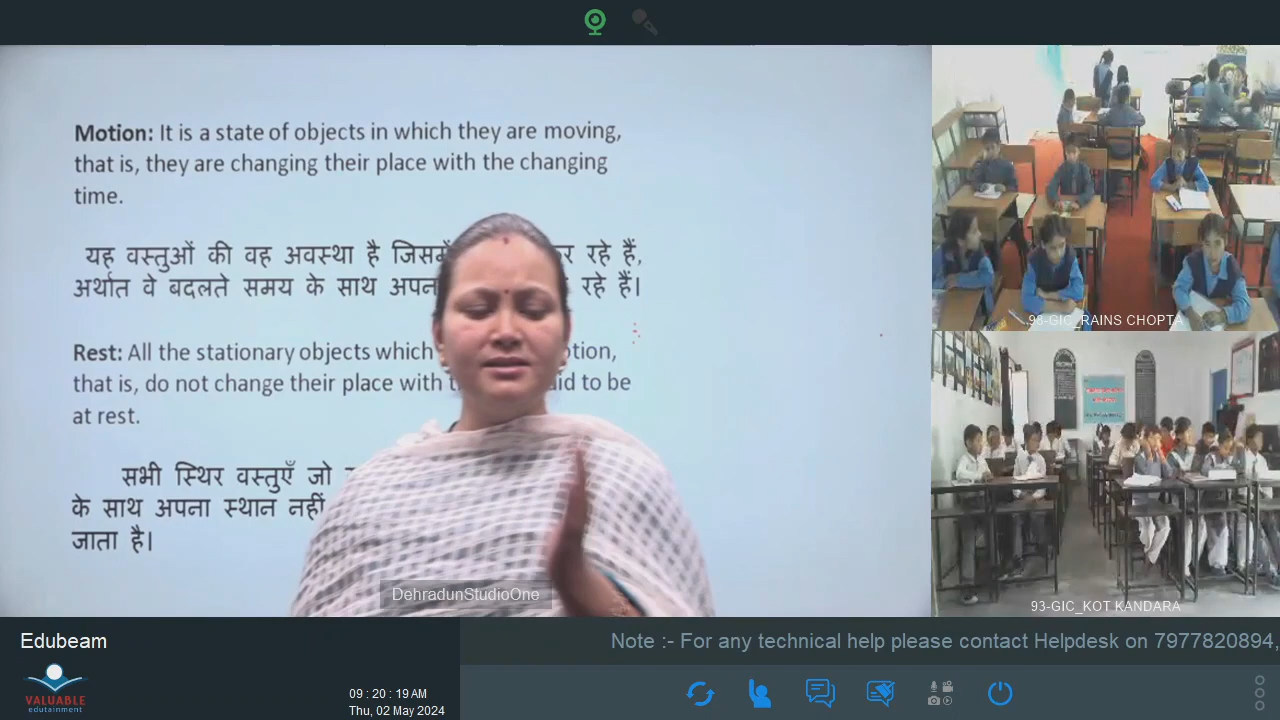 Motion: It is a state of objects in which they are moving,
that is, they are changing their place with the changing
time.
यह वस्तुओं की वह अवस्था है जिसमें रहे हैं,
अर्थात वे बदलते समय के साथ रहे हैं।
Rest: All the stationary objects which
that is, do not change their place with to be
at rest.
सभी स्थिर वस्तुएँ जो
के साथ अपना स्थान नहीं
जाता है।
DehradunStudioOne
98-GIC_RAINS CHOPTA
93-GIC_KOT KANDARA
Edubeam
Note :- For any technical help please contact Helpdesk on 7977820894,
VALUABLE
edutainment
09 : 20 : 19 AM
Thu, 02 May 2024